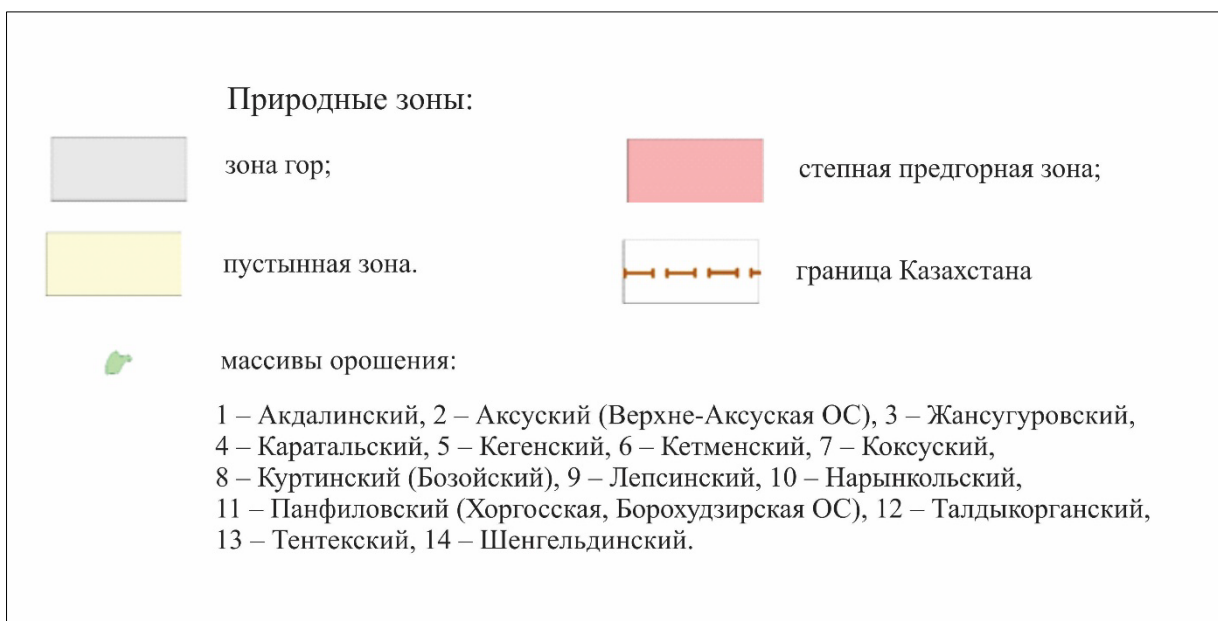 Природные зоны:
зона гор;
степная предгорная зона;
пустынная зона.
граница Казахстана
массивы орошения:
1 – Акдалинский, 2 – Аксуский (Верхне-Аксуская ОС), 3 – Жансугуровский,
4 – Каратальский, 5 – Кегенский, 6 – Кетменский, 7 – Коксуский,
8 – Куртинский (Бозойский), 9 – Лепсинский, 10 – Нарынкольский,
11 – Панфиловский (Хоргосская, Борохудзирская ОС), 12 – Талдыкорганский,
13 – Тентекский, 14 – Шенгельдинский.